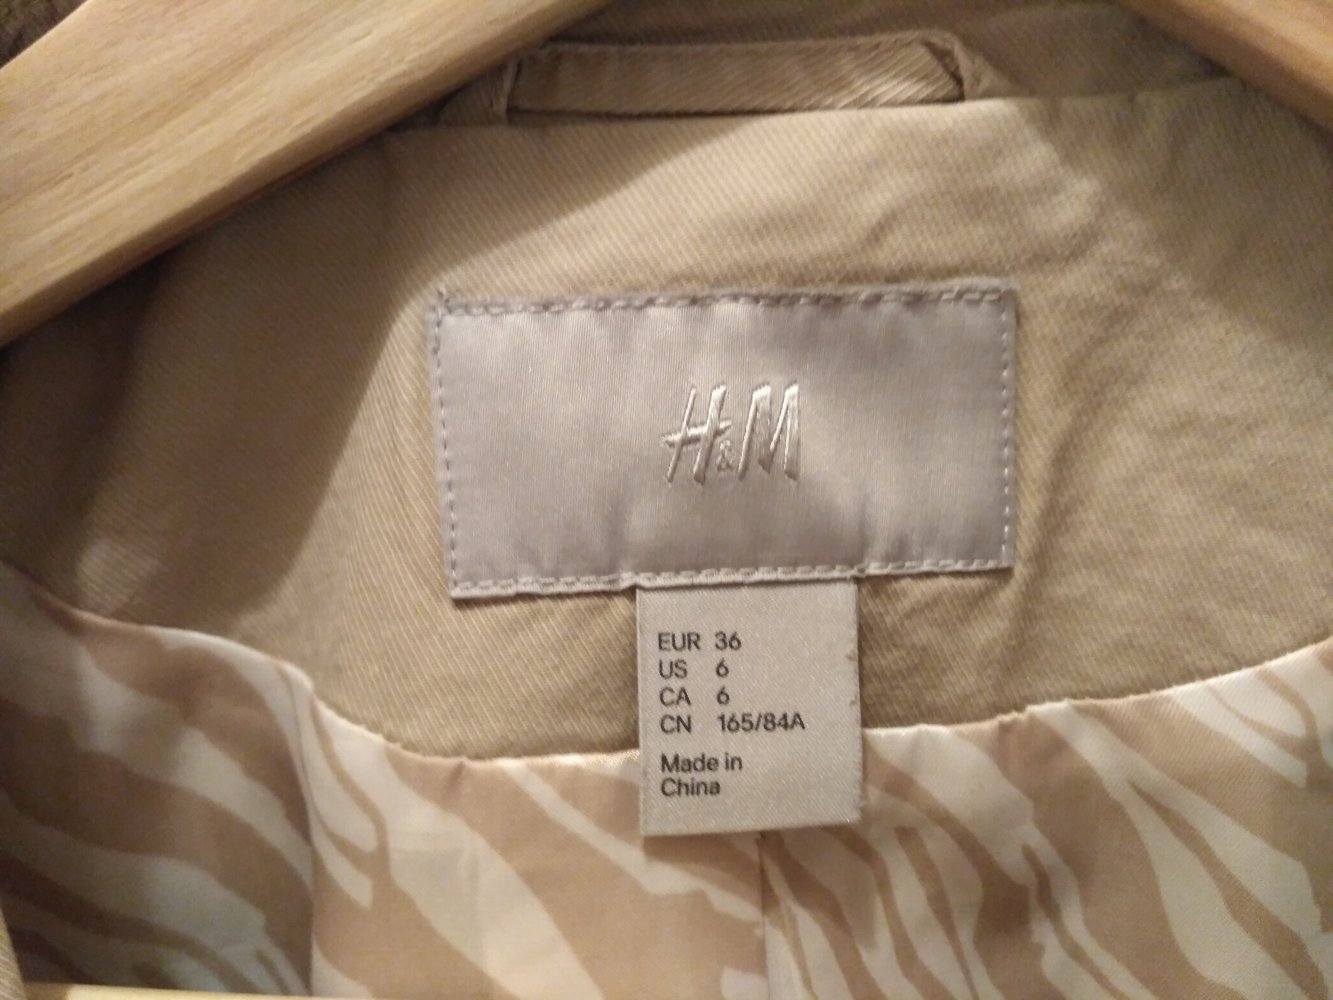 H&M
EUR 36
US 6
CA 6
CN 165/84A
Made in
China